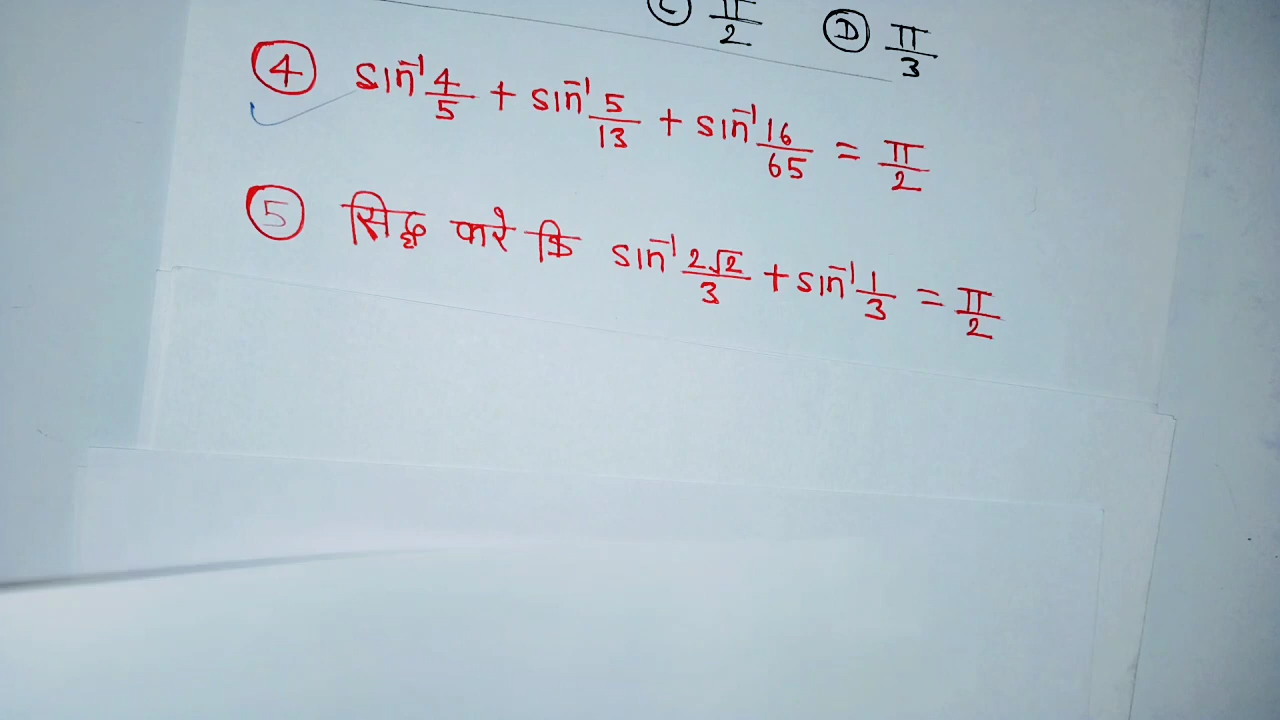 Ⓒ π/2 Ⓓ π/3
④ sin⁻¹ 4/5 + sin⁻¹ 5/13 + sin⁻¹ 16/65 = π/2
⑤ सिद्ध करे कि sin⁻¹ 2√2/3 + sin⁻¹ 1/3 = π/2